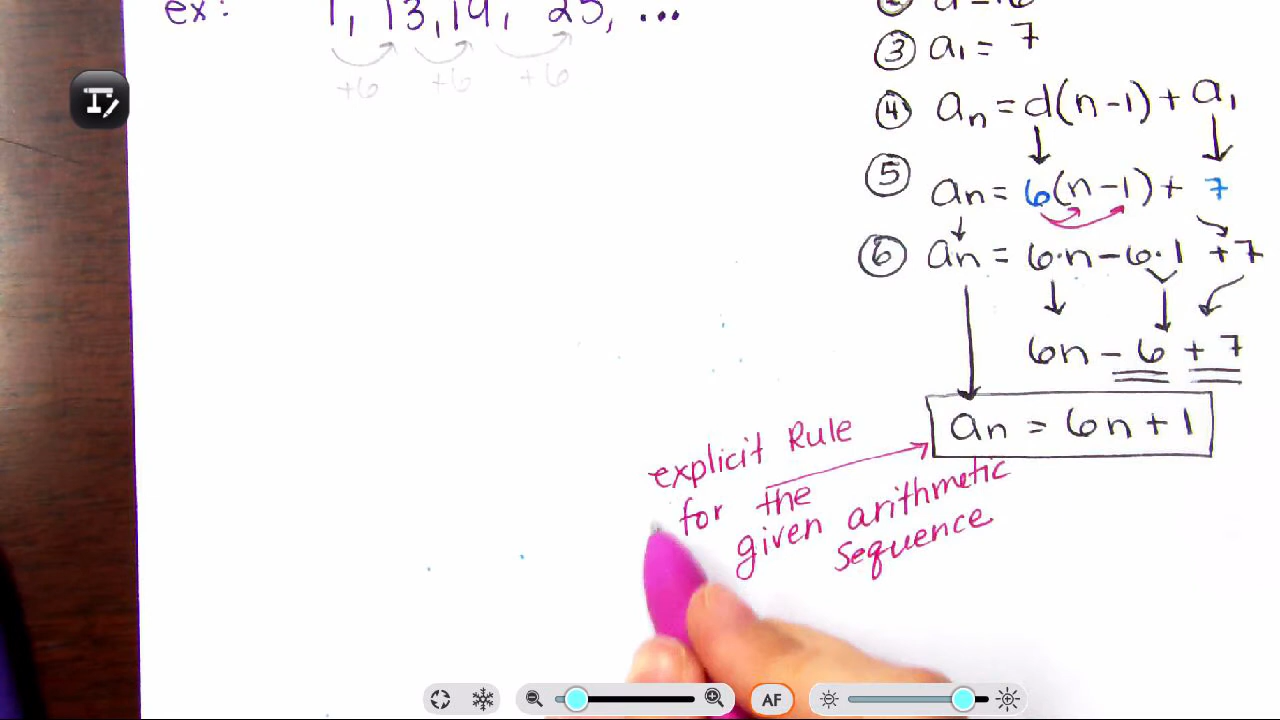 ex: 7, 13, 19, 25, ...
+6 +6 +6
③ a₁ = 7
④ aₙ = d(n-1) + a₁
⑤ aₙ = 6(n-1) + 7
⑥ aₙ = 6·n - 6·1 + 7
6n - 6 + 7
aₙ = 6n + 1
explicit Rule
for the
given arithmetic
sequence
AF